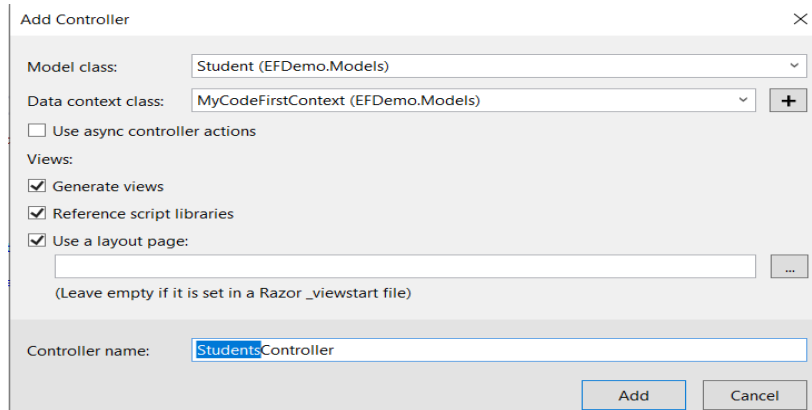 Add Controller
Model class: Student (EFDemo.Models)
Data context class: MyCodeFirstContext (EFDemo.Models) +
Use async controller actions
Views:
Generate views
Reference script libraries
Use a layout page:
...
(Leave empty if it is set in a Razor _viewstart file)
Controller name: StudentsController
Add Cancel